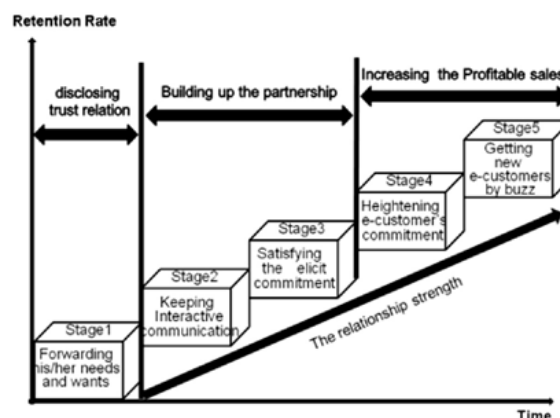 Retention Rate
disclosing
trust relation
Building up the partnership
Increasing the Profitable sales
Stage5
Getting
new
e-customers
by buzz
Stage4
Heightening
e-customer's
commitment
Stage3
Satisfying
the elicit
commitment
Stage2
Keeping
Interactive
communication
Stage1
Forwarding
his/her needs
and wants
The relationship strength
Time